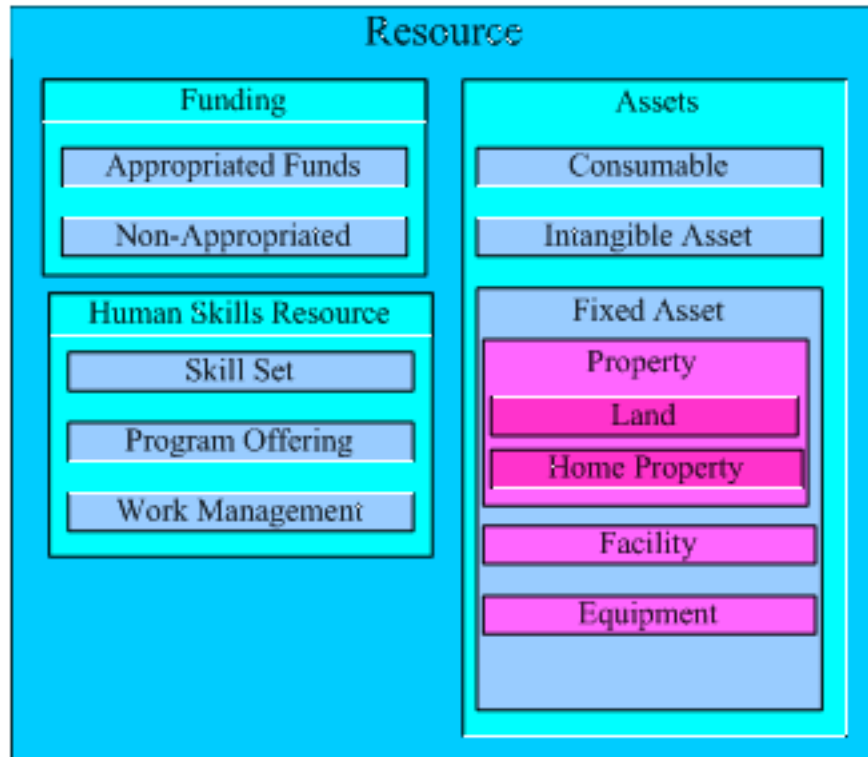 Resource
Funding
Appropriated Funds
Non-Appropriated
Human Skills Resource
Skill Set
Program Offering
Work Management
Assets
Consumable
Intangible Asset
Fixed Asset
Property
Land
Home Property
Facility
Equipment